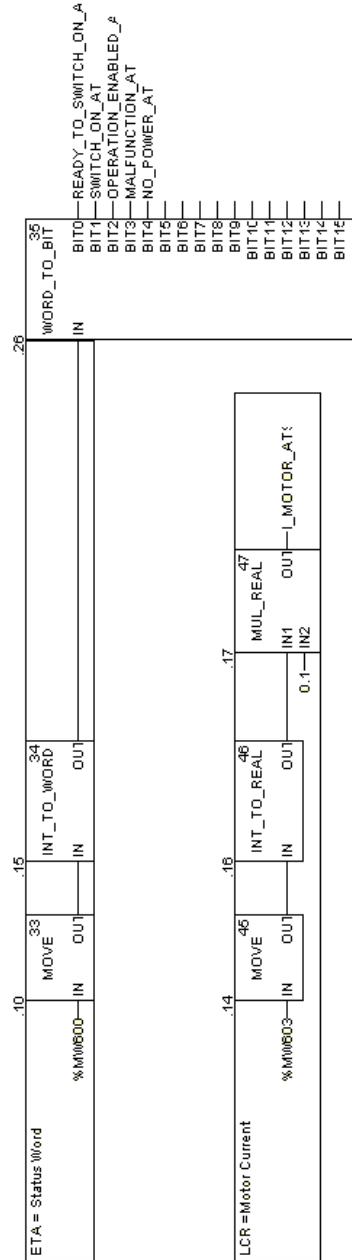 ETA = Status Word
%MW600
.10
33
MOVE
IN
OUT
.15
34
INT_TO_WORD
IN
OUT
.26
35
WORD_TO_BIT
IN
BIT0
READY_TO_SWITCH_ON_A
BIT1
SWITCH_ON_AT
BIT2
OPERATION_ENABLED_A
BIT3
MALFUNCTION_AT
BIT4
NO_POWER_AT
BIT5
BIT6
BIT7
BIT8
BIT9
BIT10
BIT11
BIT12
BIT13
BIT14
BIT15
LCR =Motor Current
%MW603
.14
45
MOVE
IN
OUT
.16
46
INT_TO_REAL
IN
OUT
.17
47
MUL_REAL
IN1
OUT
0.1
IN2
I_MOTOR_ATS